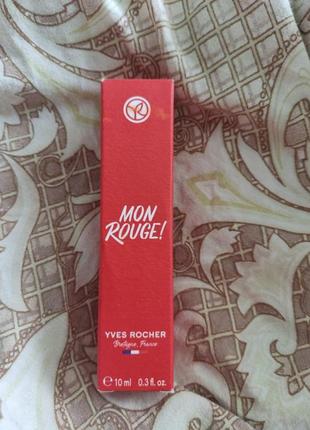 MON
ROUGE!
YVES ROCHER
Bretagne, France
℮ 10 ml 0.3 fl. oz.